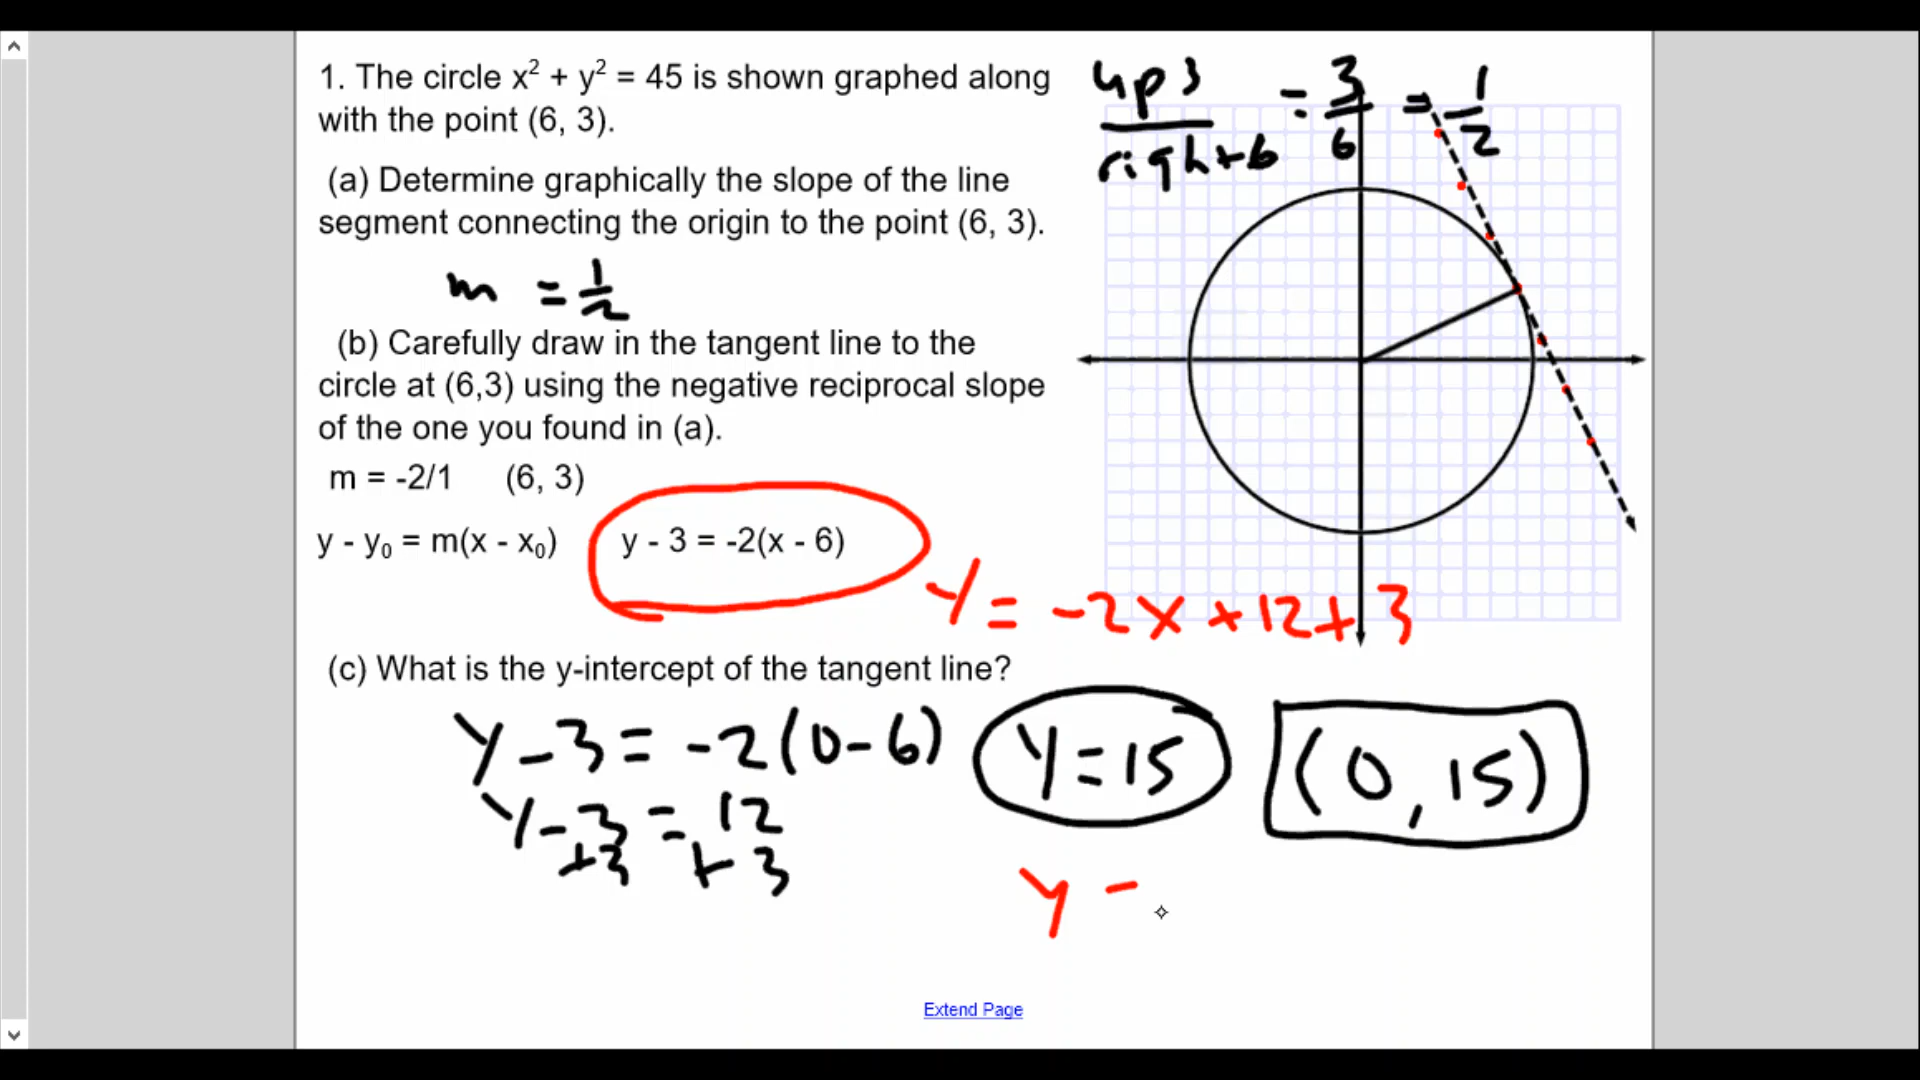 1. The circle x² + y² = 45 is shown graphed along
with the point (6, 3).
up 3
right 6
= 3/6 = 1/2
(a) Determine graphically the slope of the line
segment connecting the origin to the point (6, 3).
m = 1/2
(b) Carefully draw in the tangent line to the
circle at (6,3) using the negative reciprocal slope
of the one you found in (a).
m = -2/1 (6, 3)
y - y₀ = m(x - x₀) y - 3 = -2(x - 6)
y = -2x + 12 + 3
(c) What is the y-intercept of the tangent line?
y - 3 = -2(0 - 6) y = 15 (0, 15)
y - 3 = 12
+3 +3
y -
Extend Page